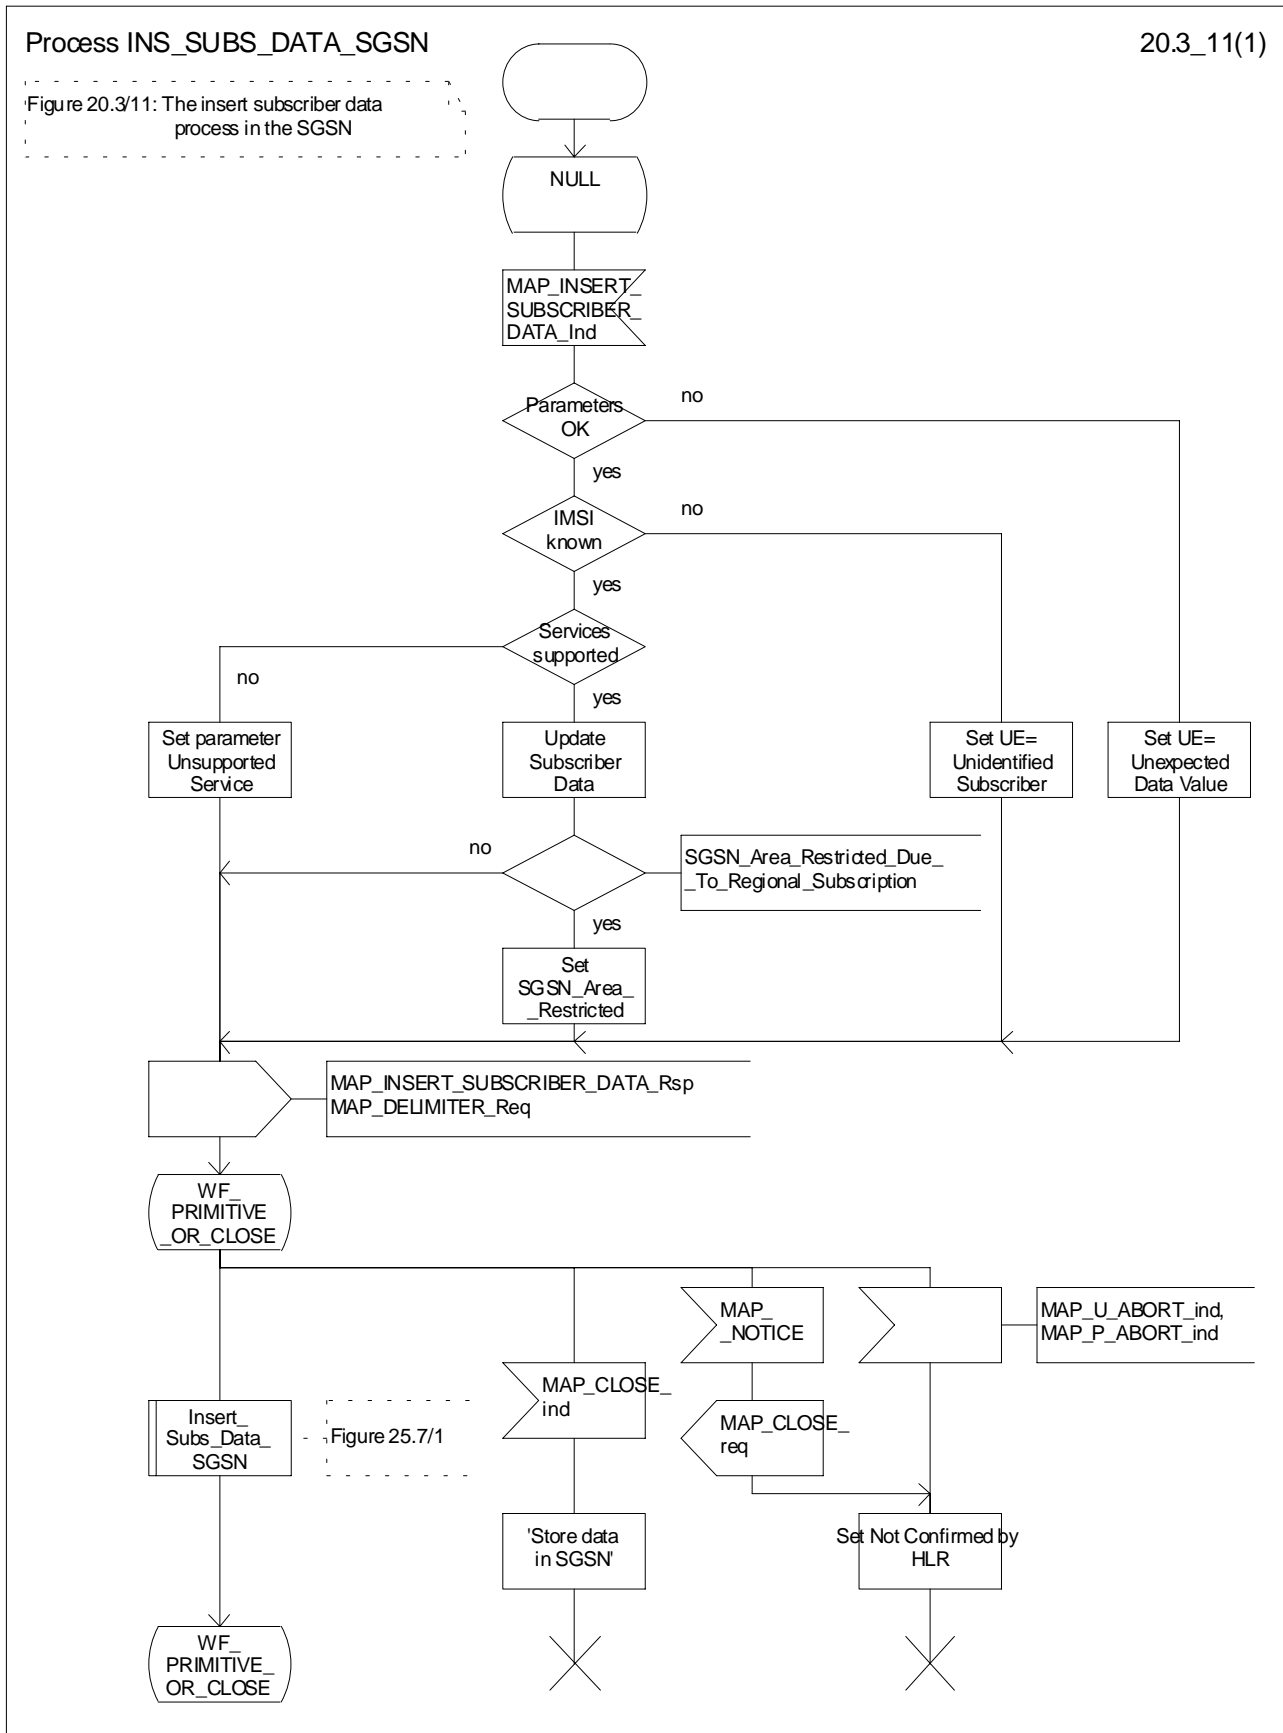 Process INS_SUBS_DATA_SGSN
20.3_11(1)
Figure 20.3/11: The insert subscriber data
process in the SGSN
NULL
MAP_INSERT_
SUBSCRIBER_
DATA_Ind
Parameters
OK
no
yes
IMSI
known
no
yes
Services
supported
no
yes
Set parameter
Unsupported
Service
Update
Subscriber
Data
Set UE=
Unidentified
Subscriber
Set UE=
Unexpected
Data Value
no
SGSN_Area_Restricted_Due_
_To_Regional_Subscription
yes
Set
SGSN_Area_
_Restricted
MAP_INSERT_SUBSCRIBER_DATA_Rsp
MAP_DELIMITER_Req
WF_
PRIMITIVE
_OR_CLOSE
MAP_
_NOTICE
MAP_U_ABORT_ind,
MAP_P_ABORT_ind
MAP_CLOSE_
ind
Insert_
Subs_Data_
SGSN
Figure 25.7/1
MAP_CLOSE_
req
'Store data
in SGSN'
Set Not Confirmed by
HLR
WF_
PRIMITIVE_
OR_CLOSE